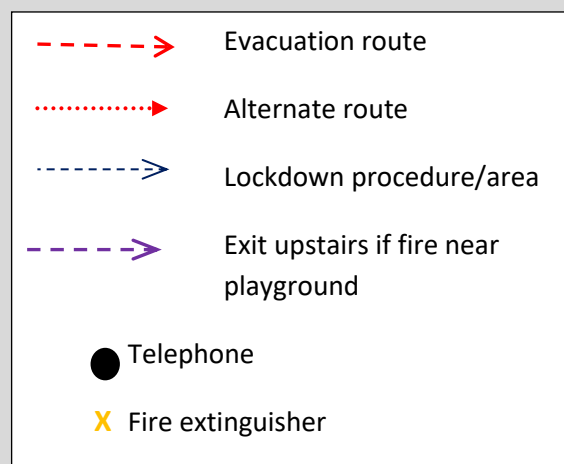 Evacuation route
Alternate route
Lockdown procedure/area
Exit upstairs if fire near
playground
Telephone
X Fire extinguisher